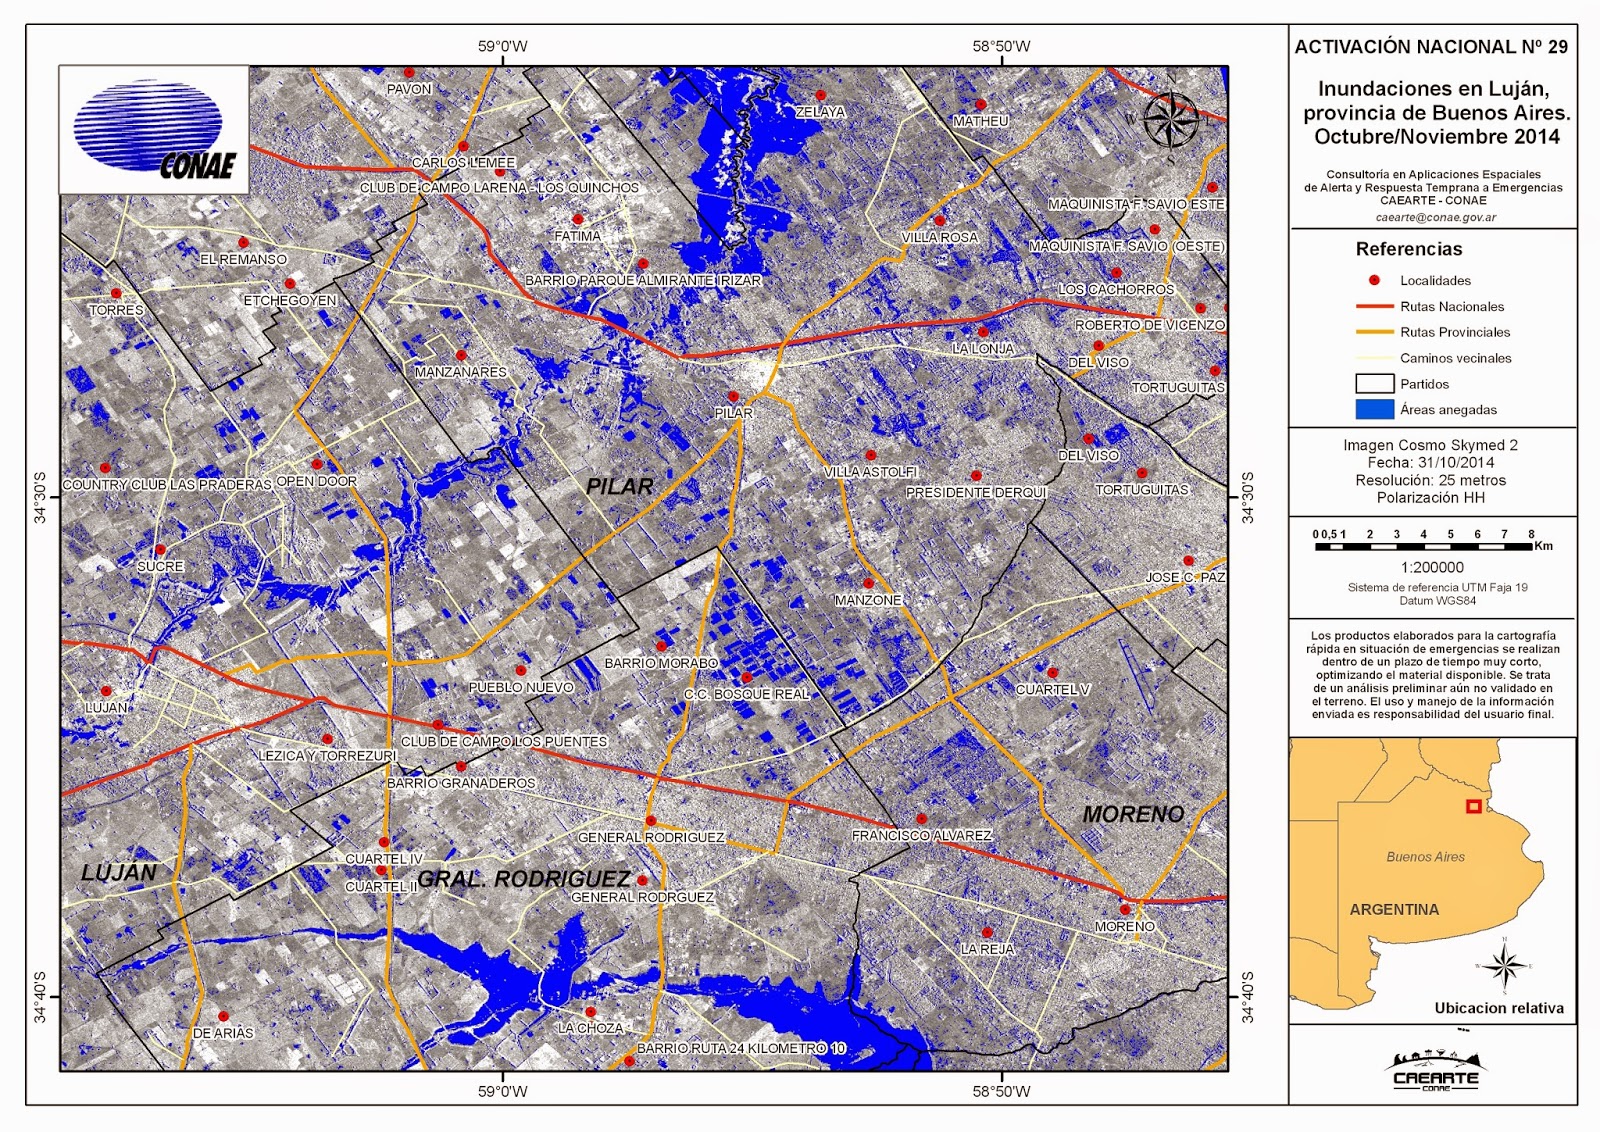 59°0'W
58°50'W
CONAE
PAVON
ZELAYA
MATHEU
CARLOS LEMEE
CLUB DE CAMPO LARENA - LOS QUINCHOS
MAQUINISTA F. SAVIO ESTE
FATIMA
VILLA ROSA
MAQUINISTA F. SAVIO (OESTE)
EL REMANSO
BARRIO PARQUE ALMIRANTE IRIZAR
LOS CACHORROS
ETCHEGOYEN
TORRES
ROBERTO DE VICENZO
LA LONJA
DEL VISO
MANZANARES
TORTUGUITAS
PILAR
DEL VISO
VILLA ASTOLFI
COUNTRY CLUB LAS PRADERAS
OPEN DOOR
PILAR
PRESIDENTE DERQUI
TORTUGUITAS
34°30'S
34°30'S
SUCRE
JOSE C. PAZ
MANZONE
BARRIO MORABO
PUEBLO NUEVO
C.C. BOSQUE REAL
CUARTEL V
LUJAN
CLUB DE CAMPO LOS PUENTES
LEZICA Y TORREZURI
BARRIO GRANADEROS
MORENO
GENERAL RODRIGUEZ
FRANCISCO ALVAREZ
CUARTEL IV
LUJÁN
CUARTEL II
GRAL. RODRIGUEZ
GENERAL RODRGUEZ
MORENO
LA REJA
34°40'S
34°40'S
DE ARIAS
LA CHOZA
BARRIO RUTA 24 KILOMETRO 10
59°0'W
58°50'W
N
W
E
S
ACTIVACIÓN NACIONAL Nº 29
Inundaciones en Luján,
provincia de Buenos Aires.
Octubre/Noviembre 2014
Consultoría en Aplicaciones Espaciales
de Alerta y Respuesta Temprana a Emergencias
CAEARTE - CONAE
caearte@conae.gov.ar
Referencias
Localidades
Rutas Nacionales
Rutas Provinciales
Caminos vecinales
Partidos
Áreas anegadas
Imagen Cosmo Skymed 2
Fecha: 31/10/2014
Resolución: 25 metros
Polarización HH
0 0,5 1 2 3 4 5 6 7 8
Km
1:200000
Sistema de referencia UTM Faja 19
Datum WGS84
Los productos elaborados para la cartografía
rápida en situación de emergencias se realizan
dentro de un plazo de tiempo muy corto,
optimizando el material disponible. Se trata
de un análisis preliminar aún no validado en
el terreno. El uso y manejo de la información
enviada es responsabilidad del usuario final.
Buenos Aires
ARGENTINA
N
W
E
S
Ubicacion relativa
CAEARTE
CONAE